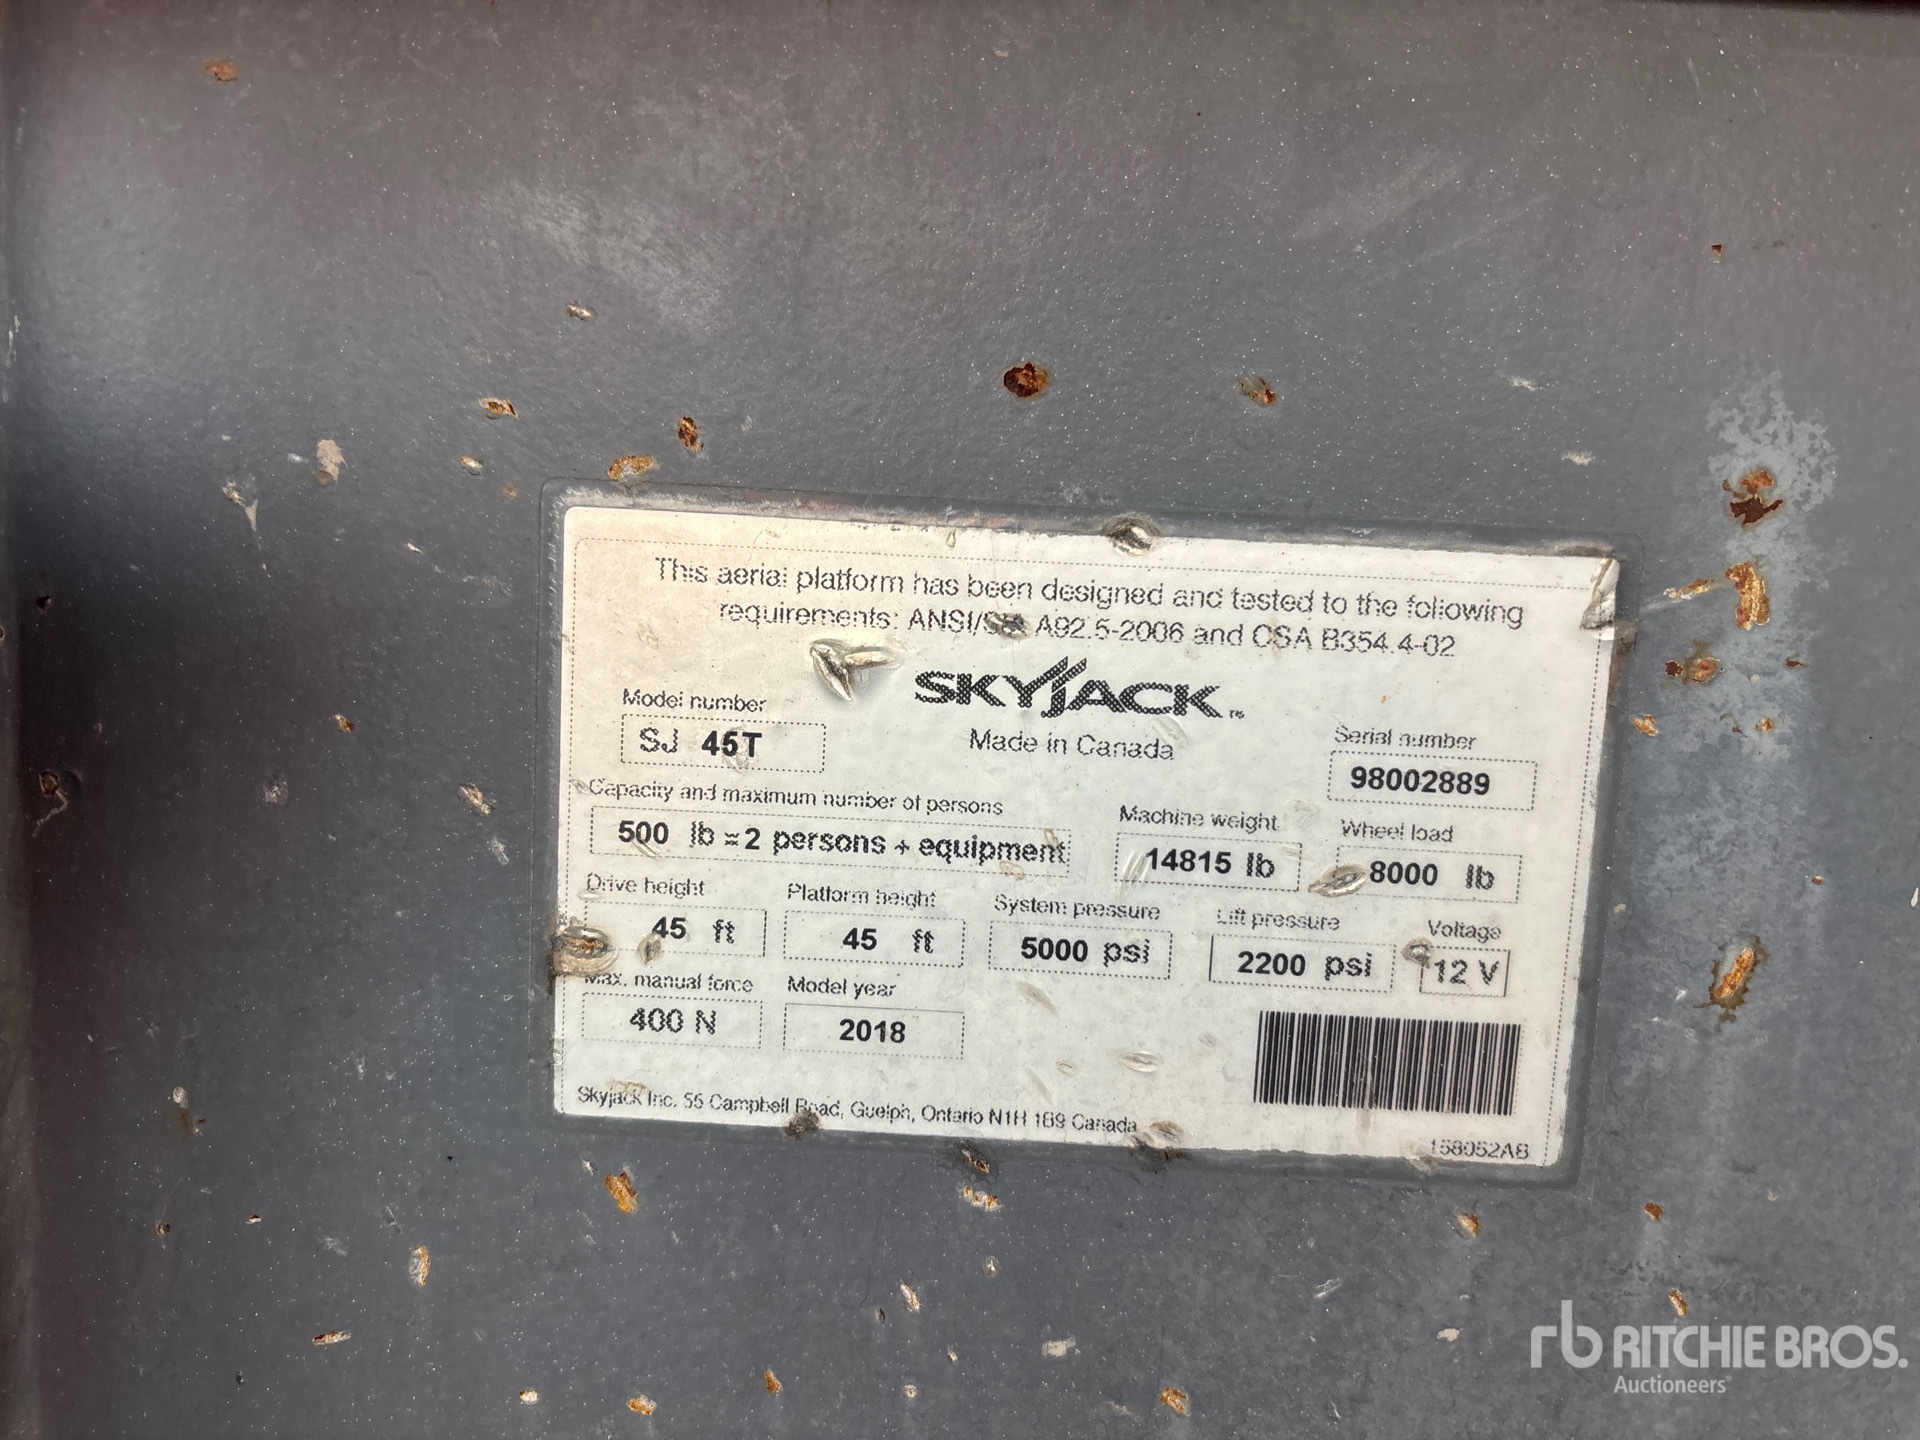 This aerial platform has been designed and tested to the following
requirements: ANSI/ A92.5-2006 and CSA B354.4-02
SKYJACK™
Made in Canada
Model number
SJ 45T
Serial number
98002889
Capacity and maximum number of persons
500 lb = 2 persons + equipment
Machine weight
14815 lb
Wheel load
8000 lb
Drive height
45 ft
Platform height
45 ft
System pressure
5000 psi
Lift pressure
2200 psi
Voltage
12 V
Max. manual force
400 N
Model year
2018
Skyjack Inc. 55 Campbell Road, Guelph, Ontario N1H 1B9 Canada
158052AB
rb RITCHIE BROS.
Auctioneers